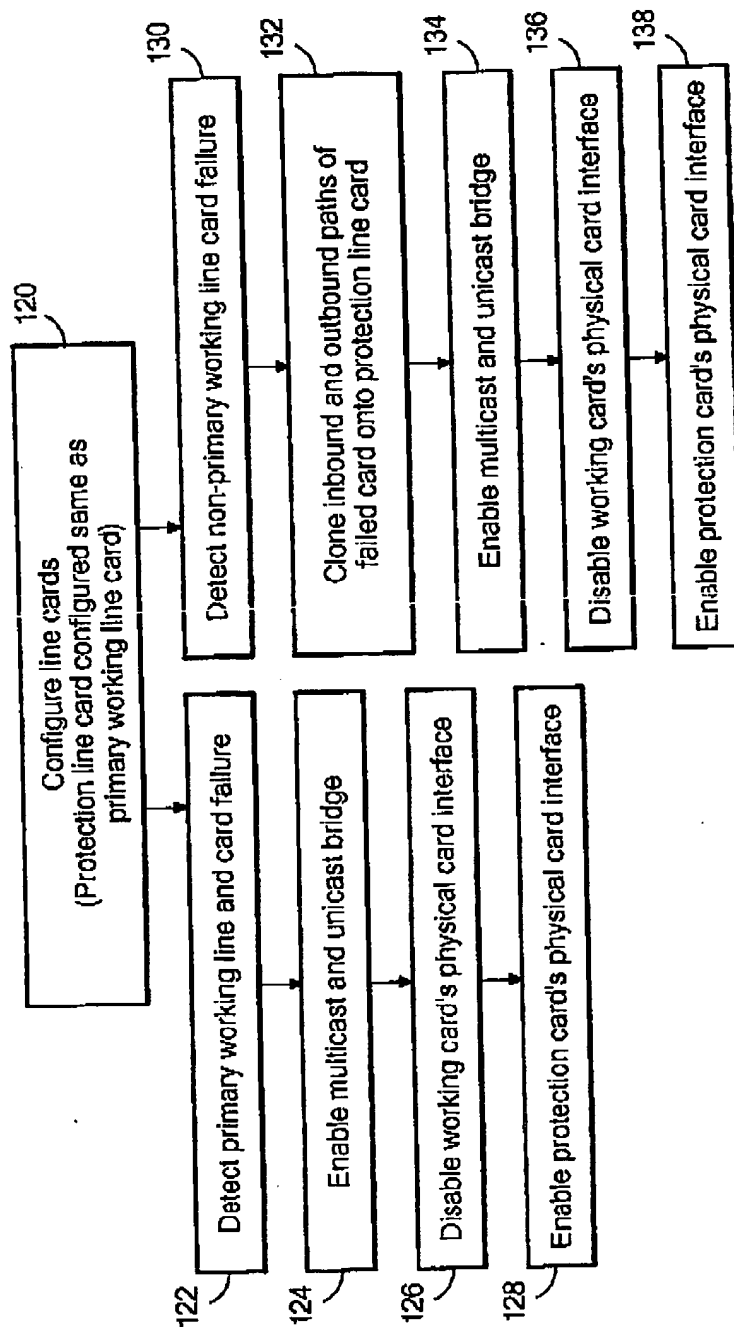 120
Configure line cards
(Protection line card configured same as
primary working line card)
122
Detect primary working line and card failure
124
Enable multicast and unicast bridge
126
Disable working card's physical card interface
128
Enable protection card's physical card interface
130
Detect non-primary working line card failure
132
Clone inbound and outbound paths of
failed card onto protection line card
134
Enable multicast and unicast bridge
136
Disable working card's physical card interface
138
Enable protection card's physical card interface